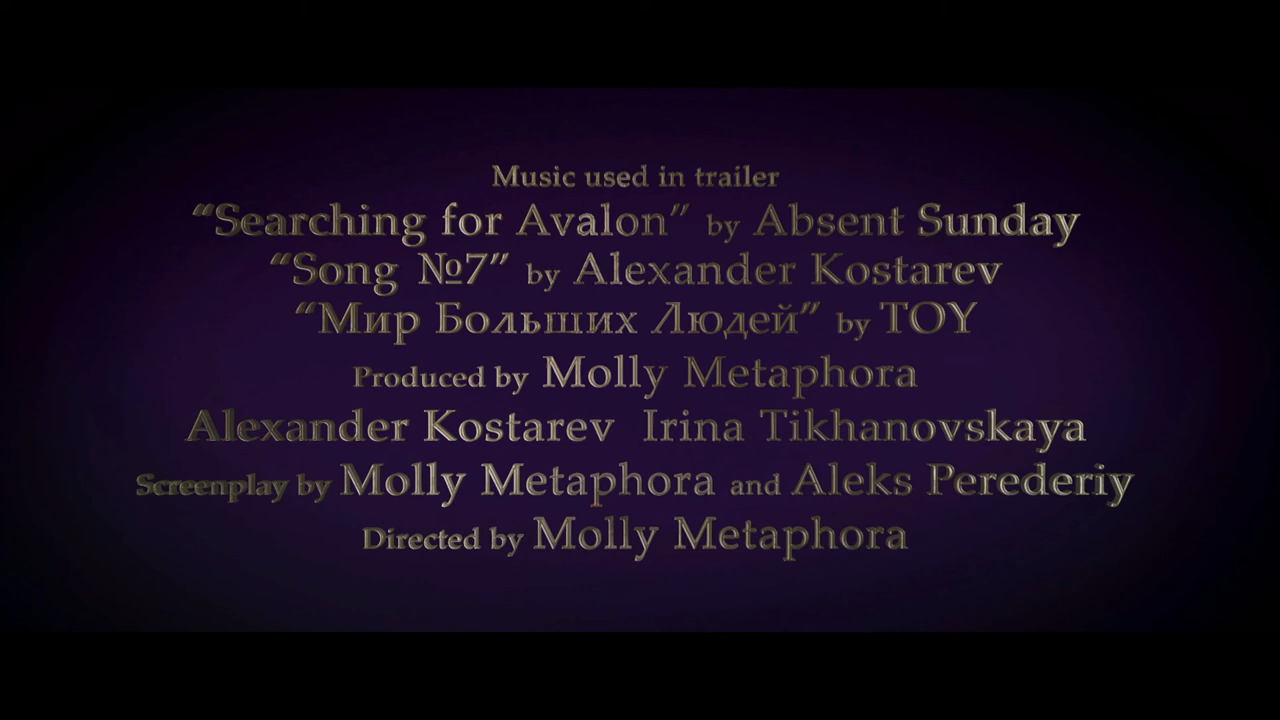 Music used in trailer
“Searching for Avalon” by Absent Sunday
“Song №7” by Alexander Kostarev
“Мир Больших Людей” by TOY
Produced by Molly Metaphora
Alexander Kostarev Irina Tikhanovskaya
Screenplay by Molly Metaphora and Aleks Perederiy
Directed by Molly Metaphora